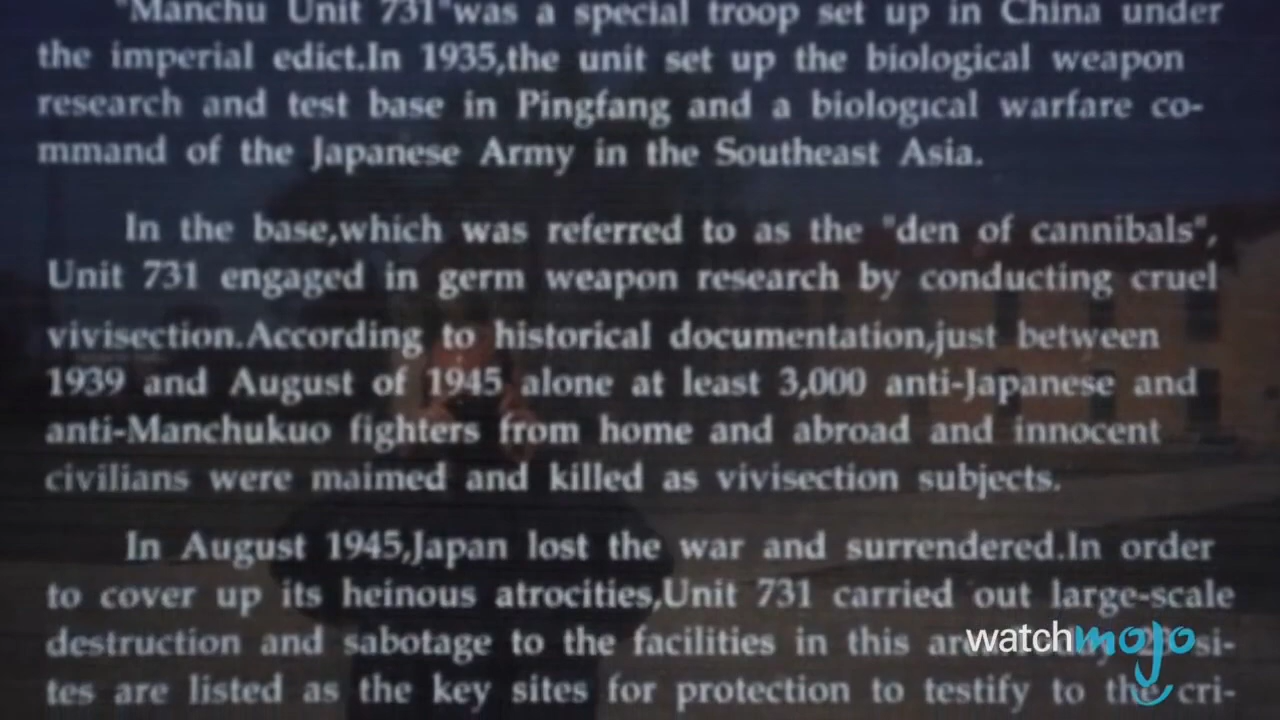 "Manchu Unit 731"was a special troop set up in China under
the imperial edict.In 1935,the unit set up the biological weapon
research and test base in Pingfang and a biological warfare co-
mmand of the Japanese Army in the Southeast Asia.
In the base,which was referred to as the "den of cannibals",
Unit 731 engaged in germ weapon research by conducting cruel
vivisection.According to historical documentation,just between
1939 and August of 1945 alone at least 3,000 anti-Japanese and
anti-Manchukuo fighters from home and abroad and innocent
civilians were maimed and killed as vivisection subjects.
In August 1945,Japan lost the war and surrendered.In order
to cover up its heinous atrocities,Unit 731 carried out large-scale
destruction and sabotage to the facilities in this si-
tes are listed as the key sites for protection to testify to the cri-
watchmojo